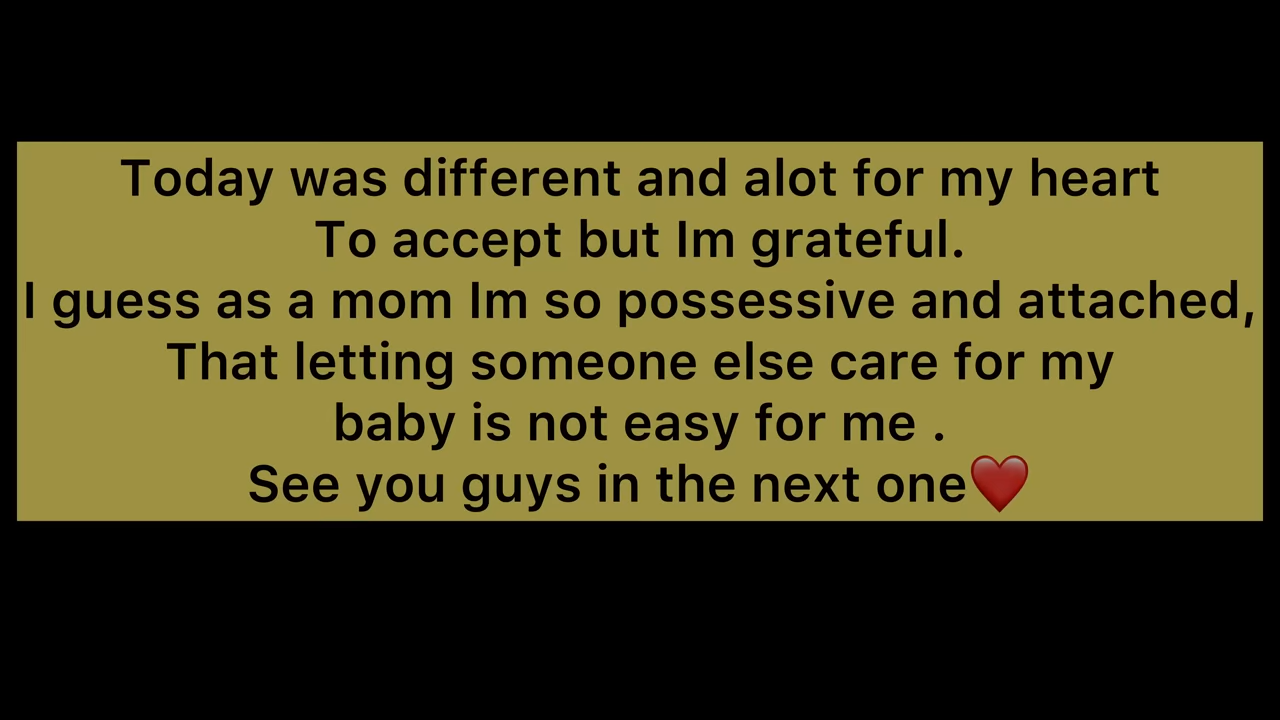 Today was different and alot for my heart
To accept but Im grateful.
I guess as a mom Im so possessive and attached,
That letting someone else care for my
baby is not easy for me .
See you guys in the next one❤️